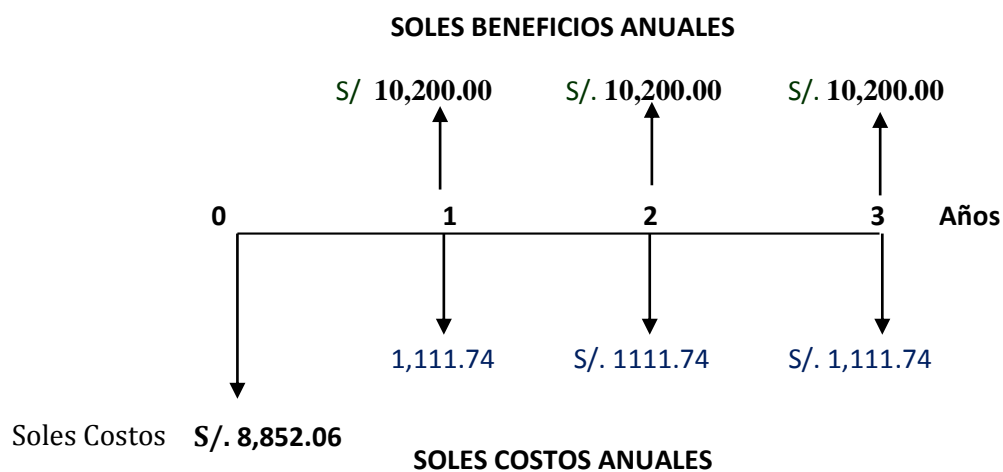 SOLES BENEFICIOS ANUALES
S/ 10,200.00 S/. 10,200.00 S/. 10,200.00
0 1 2 3 Años
1,111.74 S/. 1111.74 S/. 1,111.74
Soles Costos S/. 8,852.06
SOLES COSTOS ANUALES